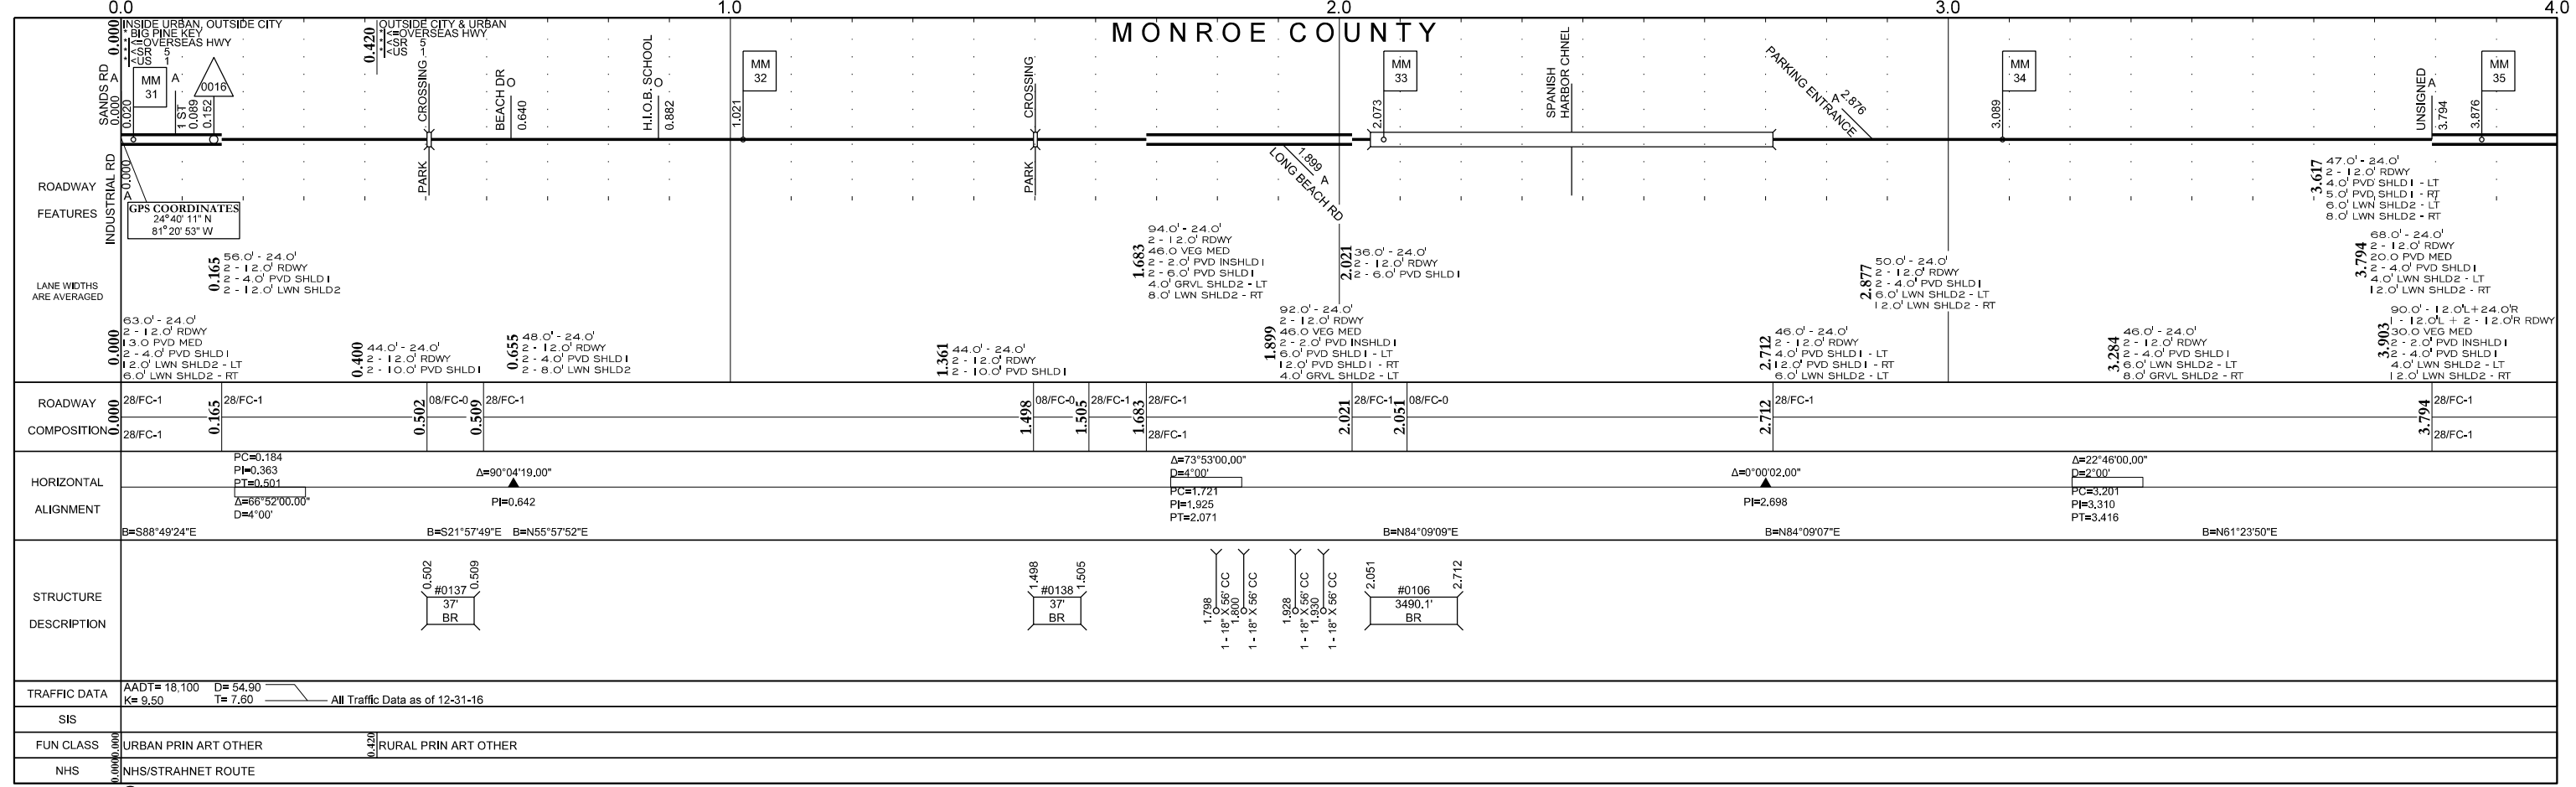 0.0 1.0 2.0 3.0 4.0
MONROE COUNTY
0.000
INSIDE URBAN, OUTSIDE CITY
* BIG PINE KEY
* <=OVERSEAS HWY
* <SR 5
* <US 1
0.420
OUTSIDE CITY & URBAN
* <=OVERSEAS HWY
* <SR 5
* <US 1
SANDS RD
0.000
A
0.020
MM
31
A
1 ST
0.089
0016
0.152
CROSSING
PARK
BEACH DR
O
0.640
H.I.O.B. SCHOOL
O
0.882
MM
32
1.021
CROSSING
PARK
MM
33
2.073
SPANISH
HARBOR CHNEL
PARKING ENTRANCE
A 2.876
MM
34
3.089
UNSIGNED
A
3.794
MM
35
3.876
ROADWAY
FEATURES
INDUSTRIAL RD
A 0.000
GPS COORDINATES
24°40' 11" N
81°20' 53" W
1.899
A
LONG BEACH RD
LANE WIDTHS
ARE AVERAGED
0.000
63.0' - 24.0'
2 - 12.0' RDWY
13.0 PVD MED
2 - 4.0' PVD SHLD1
12.0' LWN SHLD2 - LT
6.0' LWN SHLD2 - RT
0.165
56.0' - 24.0'
2 - 12.0' RDWY
2 - 4.0' PVD SHLD1
2 - 12.0' LWN SHLD2
0.400
44.0' - 24.0'
2 - 12.0' RDWY
2 - 10.0' PVD SHLD1
0.655
48.0' - 24.0'
2 - 12.0' RDWY
2 - 4.0' PVD SHLD1
2 - 8.0' LWN SHLD2
1.361
44.0' - 24.0'
2 - 12.0' RDWY
2 - 10.0' PVD SHLD1
1.683
94.0' - 24.0'
2 - 12.0' RDWY
46.0 VEG MED
2 - 2.0' PVD INSHLD1
2 - 6.0' PVD SHLD1
4.0' GRVL SHLD2 - LT
8.0' LWN SHLD2 - RT
1.899
92.0' - 24.0'
2 - 12.0' RDWY
46.0 VEG MED
2 - 2.0' PVD INSHLD1
6.0' PVD SHLD1 - LT
12.0' PVD SHLD1 - RT
4.0' GRVL SHLD2 - LT
2.021
36.0' - 24.0'
2 - 12.0' RDWY
2 - 6.0' PVD SHLD1
2.712
46.0' - 24.0'
2 - 12.0' RDWY
4.0' PVD SHLD1 - LT
12.0' PVD SHLD1 - RT
6.0' LWN SHLD2 - LT
2.877
50.0' - 24.0'
2 - 12.0' RDWY
2 - 4.0' PVD SHLD1
6.0' LWN SHLD2 - LT
12.0' LWN SHLD2 - RT
3.284
46.0' - 24.0'
2 - 12.0' RDWY
2 - 4.0' PVD SHLD1
6.0' LWN SHLD2 - LT
8.0' GRVL SHLD2 - RT
3.617
47.0' - 24.0'
2 - 12.0' RDWY
4.0' PVD SHLD1 - LT
5.0' PVD SHLD1 - RT
6.0' LWN SHLD2 - LT
8.0' LWN SHLD2 - RT
3.794
68.0' - 24.0'
2 - 12.0' RDWY
20.0 PVD MED
2 - 4.0' PVD SHLD1
4.0' LWN SHLD2 - LT
12.0' LWN SHLD2 - RT
3.903
90.0' - 12.0'L+24.0'R
1 - 12.0'L + 2 - 12.0'R RDWY
30.0 VEG MED
2 - 2.0' PVD INSHLD1
2 - 4.0' PVD SHLD1
4.0' LWN SHLD2 - LT
12.0' LWN SHLD2 - RT
ROADWAY
COMPOSITION
0.000 28/FC-1 0.165 28/FC-1 0.502 08/FC-0 0.509 28/FC-1 1.498 08/FC-0 1.505 28/FC-1 1.683 28/FC-1 2.021 28/FC-1 2.051 08/FC-0 2.712 28/FC-1 3.794 28/FC-1
28/FC-1 28/FC-1 28/FC-1
HORIZONTAL
ALIGNMENT
PC=0.184
PI=0.363
PT=0.501
Δ=66°52'00.00"
D=4°00'
Δ=90°04'19.00"
PI=0.642
Δ=73°53'00.00"
D=4°00'
PC=1.721
PI=1.925
PT=2.071
Δ=0°00'02.00"
PI=2.698
Δ=22°46'00.00"
D=2°00'
PC=3.201
PI=3.310
PT=3.416
B=S88°49'24"E B=S21°57'49"E B=N55°57'52"E B=N84°09'09"E B=N84°09'07"E B=N61°23'50"E
STRUCTURE
DESCRIPTION
0.502 0.509
#0137
37'
BR
1.498 1.505
#0138
37'
BR
1.798
1 - 18" X 56' CC
1.800
1 - 18" X 56' CC
1.928
1 - 18" X 56' CC
1.930
1 - 18" X 56' CC
2.051 2.712
#0106
3490.1'
BR
TRAFFIC DATA
AADT= 18,100 D= 54.90
K= 9.50 T= 7.60
All Traffic Data as of 12-31-16
SIS
FUN CLASS 0.000 URBAN PRIN ART OTHER 0.420 RURAL PRIN ART OTHER
NHS 0.000 NHS/STRAHNET ROUTE